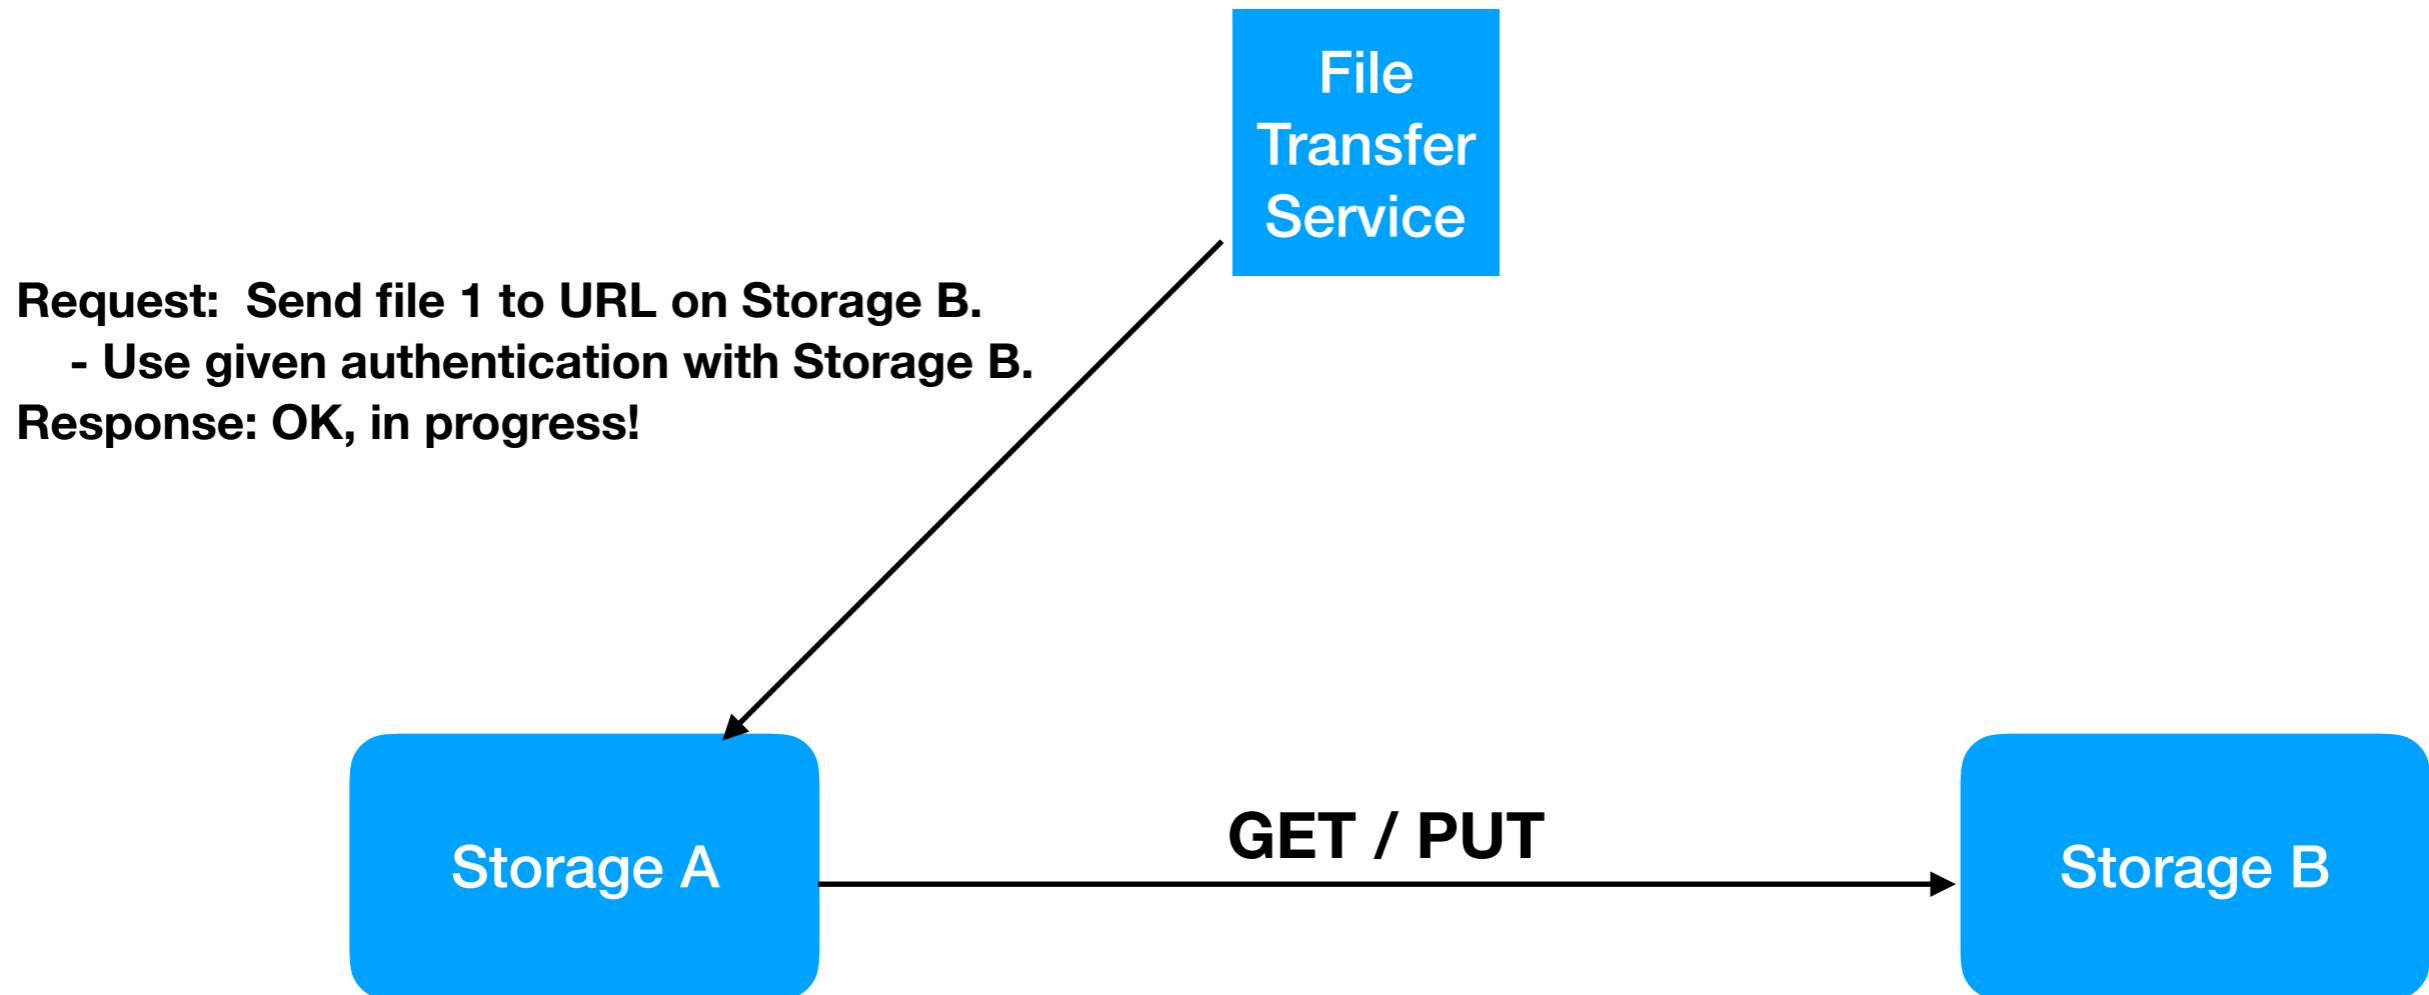 File
Transfer
Service
Request:  Send file 1 to URL on Storage B.
- Use given authentication with Storage B.
Response: OK, in progress!
GET / PUT
Storage A
Storage B